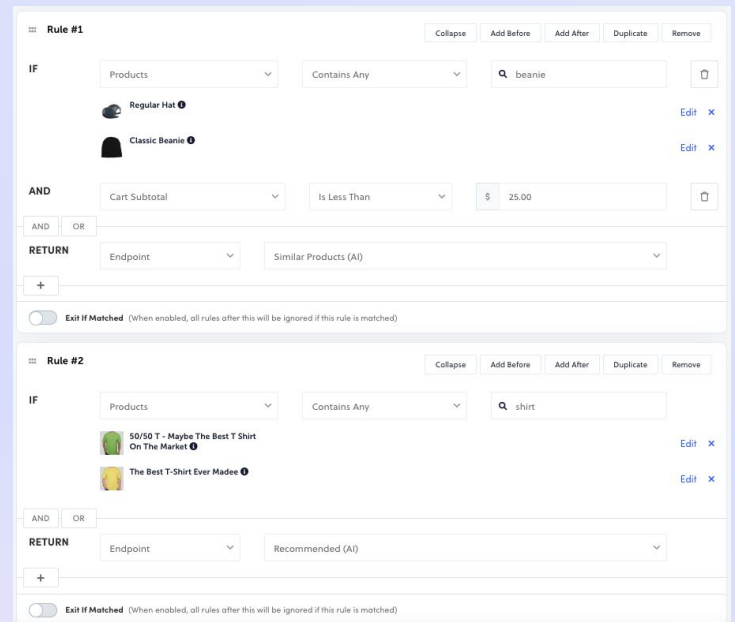 Rule #1
Collapse
Add Before
Add After
Duplicate
Remove
IF
Products
Contains Any
beanie
Regular Hat
Edit
Classic Beanie
Edit
AND
Cart Subtotal
Is Less Than
$
25.00
AND
OR
RETURN
Endpoint
Similar Products (AI)
+
Exit If Matched (When enabled, all rules after this will be ignored if this rule is matched)
Rule #2
Collapse
Add Before
Add After
Duplicate
Remove
IF
Products
Contains Any
shirt
50/50 T - Maybe The Best T Shirt
On The Market
Edit
The Best T-Shirt Ever Madee
Edit
AND
OR
RETURN
Endpoint
Recommended (AI)
+
Exit If Matched (When enabled, all rules after this will be ignored if this rule is matched)